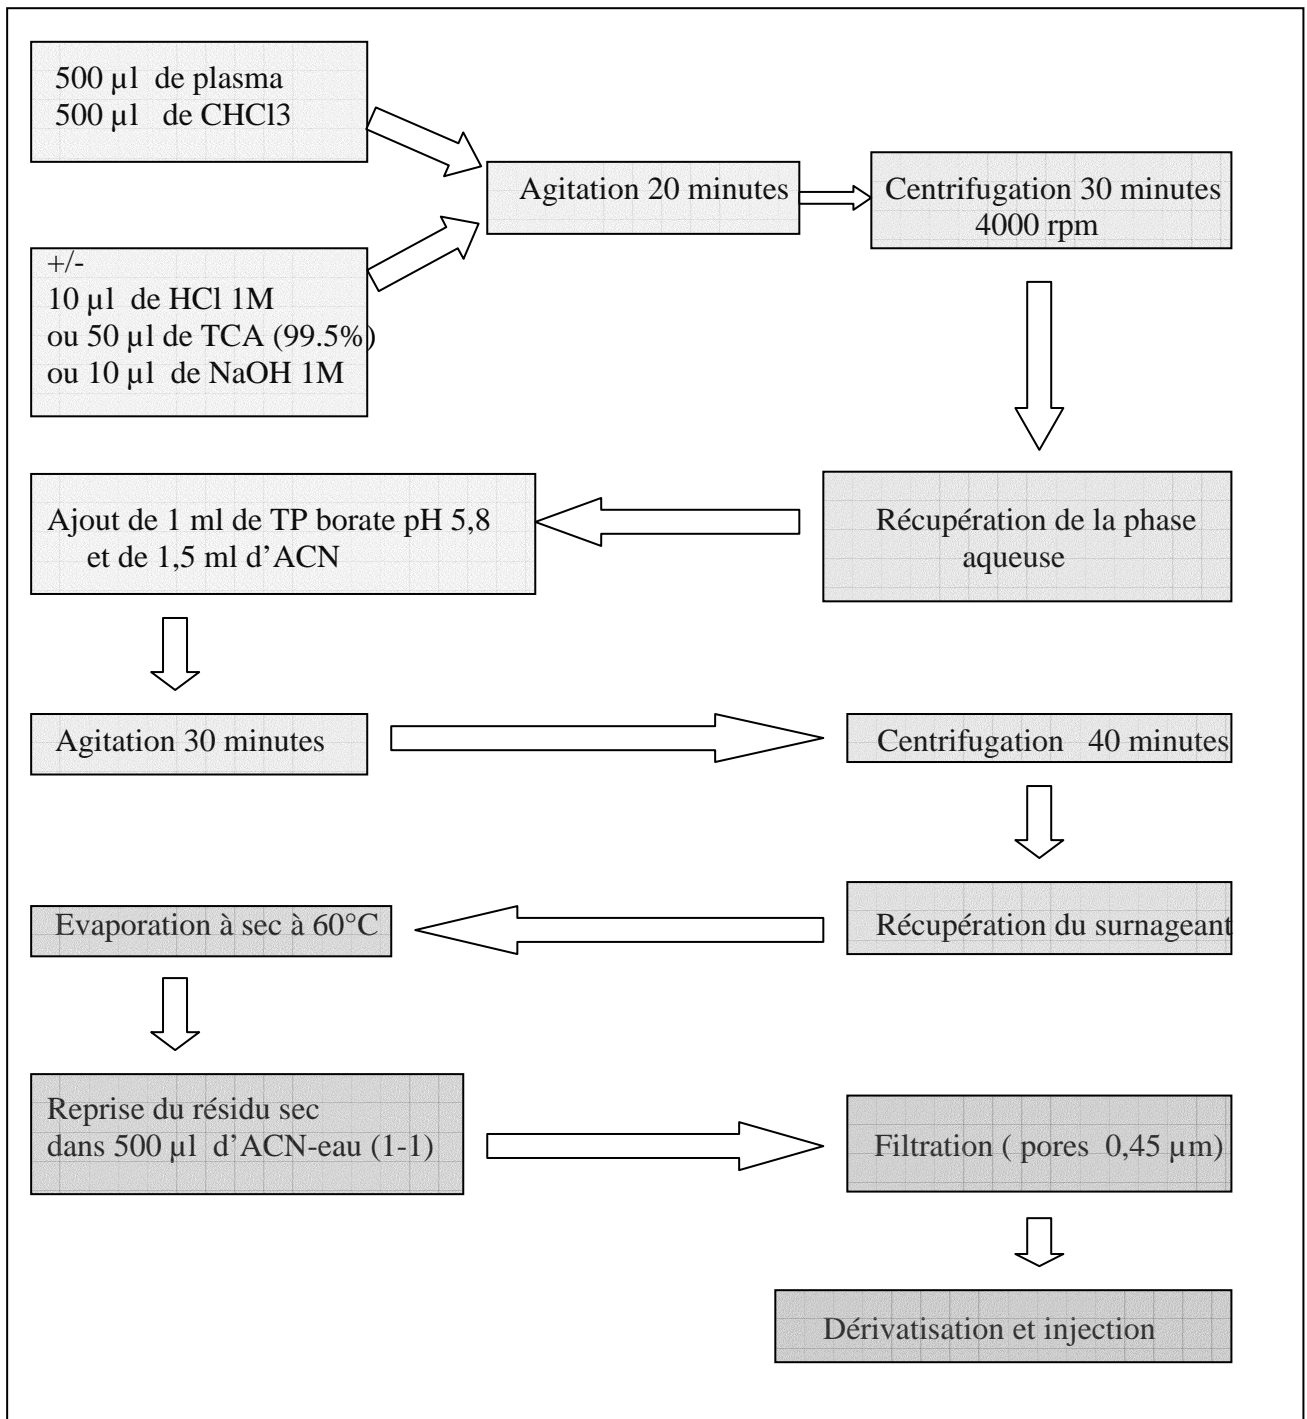 500 µl de plasma
500 µl de CHCl3
+/-
10 µl de HCl 1M
ou 50 µl de TCA (99.5%)
ou 10 µl de NaOH 1M
Agitation 20 minutes
Centrifugation 30 minutes
4000 rpm
Récupération de la phase
aqueuse
Ajout de 1 ml de TP borate pH 5,8
et de 1,5 ml d’ACN
Agitation 30 minutes
Centrifugation 40 minutes
Récupération du surnageant
Evaporation à sec à 60°C
Reprise du résidu sec
dans 500 µl d’ACN-eau (1-1)
Filtration ( pores 0,45 µm)
Dérivatisation et injection